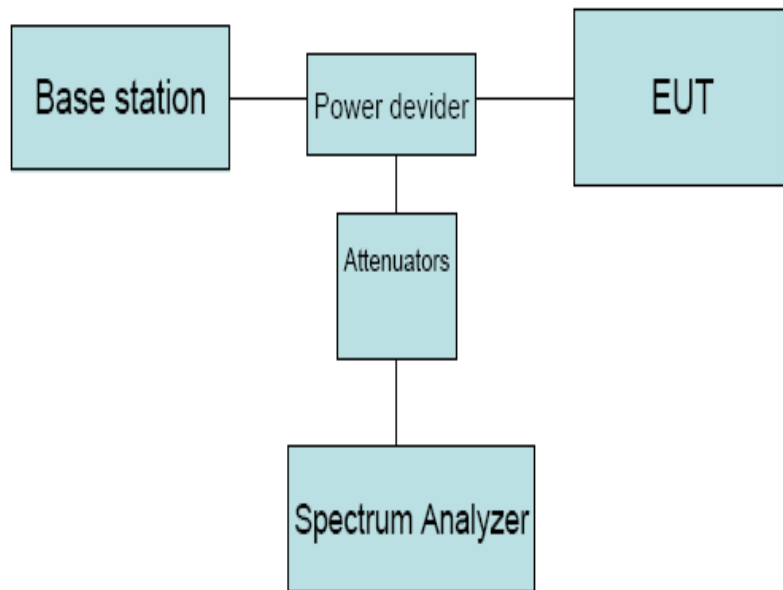 Base station
Power devider
EUT
Attenuators
Spectrum Analyzer